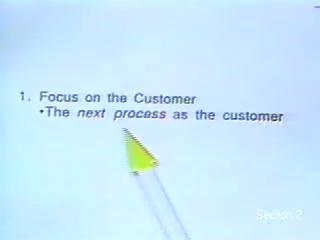 1. Focus on the Customer
•The next process as the customer
Section 2